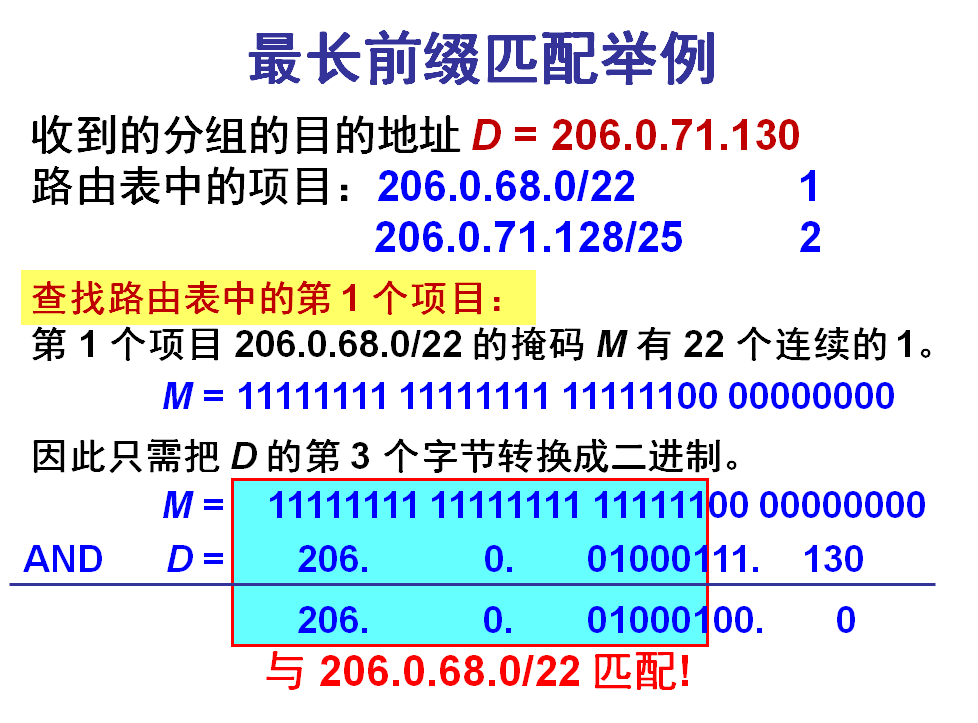 最长前缀匹配举例
收到的分组的目的地址 D = 206.0.71.130
路由表中的项目：206.0.68.0/22 1
206.0.71.128/25 2
查找路由表中的第 1 个项目：
第 1 个项目 206.0.68.0/22 的掩码 M 有 22 个连续的 1。
M = 11111111 11111111 11111100 00000000
因此只需把 D 的第 3 个字节转换成二进制。
M = 11111111 11111111 11111100 00000000
AND D = 206. 0. 01000111. 130
206. 0. 01000100. 0
与 206.0.68.0/22 匹配!